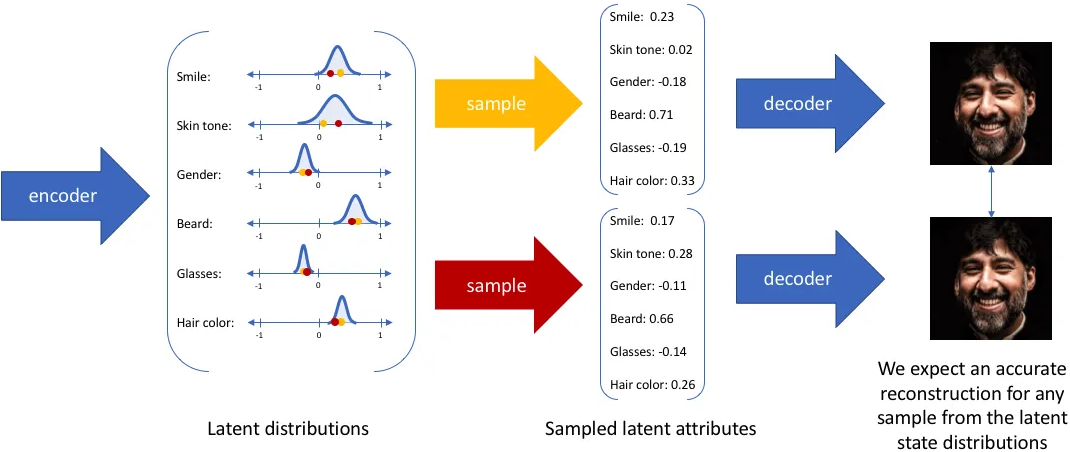 encoder
Smile:
-1 0 1
Skin tone:
-1 0 1
Gender:
-1 0 1
Beard:
-1 0 1
Glasses:
-1 0 1
Hair color:
-1 0 1
Latent distributions
sample
sample
Smile: 0.23
Skin tone: 0.02
Gender: -0.18
Beard: 0.71
Glasses: -0.19
Hair color: 0.33
Smile: 0.17
Skin tone: 0.28
Gender: -0.11
Beard: 0.66
Glasses: -0.14
Hair color: 0.26
Sampled latent attributes
decoder
decoder
We expect an accurate
reconstruction for any
sample from the latent
state distributions